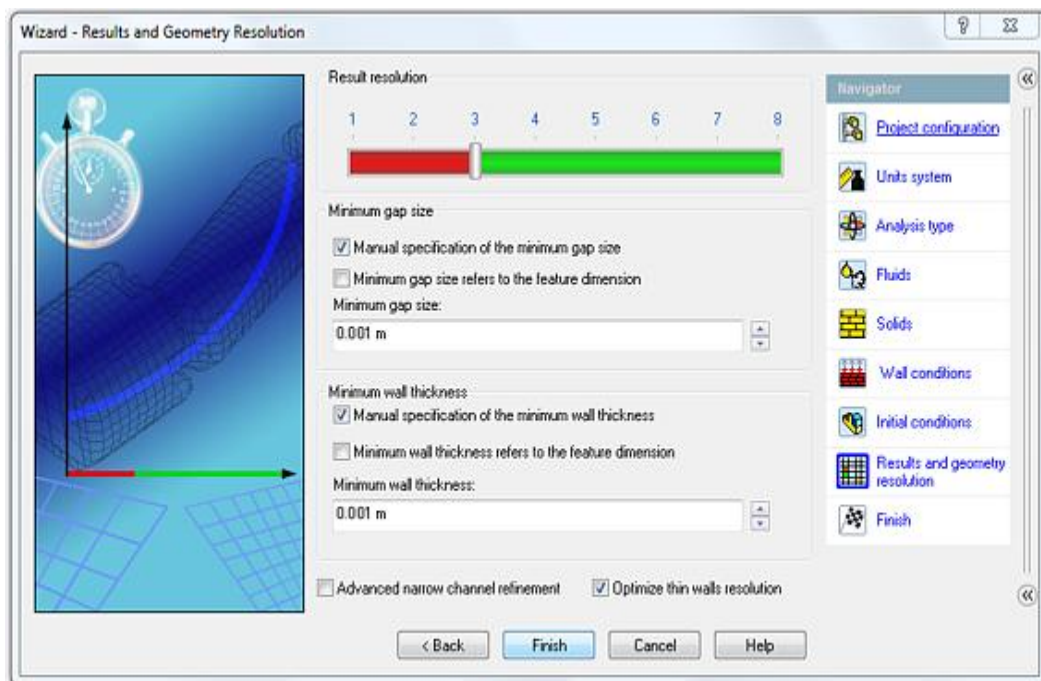 Wizard - Results and Geometry Resolution
Result resolution
1 2 3 4 5 6 7 8
Minimum gap size
Manual specification of the minimum gap size
Minimum gap size refers to the feature dimension
Minimum gap size:
0.001 m
Minimum wall thickness
Manual specification of the minimum wall thickness
Minimum wall thickness refers to the feature dimension
Minimum wall thickness:
0.001 m
Advanced narrow channel refinement
Optimize thin walls resolution
< Back
Finish
Cancel
Help
Navigator
Project configuration
Units system
Analysis type
Fluids
Solids
Wall conditions
Initial conditions
Results and geometry
resolution
Finish